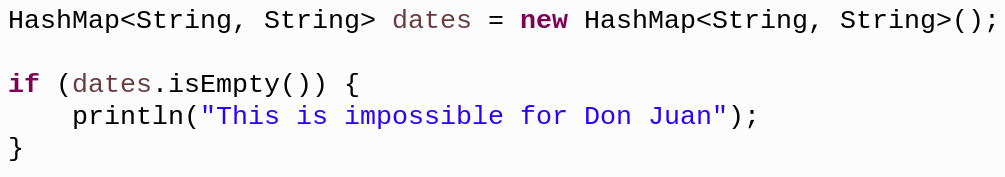 HashMap<String, String> dates = new HashMap<String, String>();
if (dates.isEmpty()) {
    println("This is impossible for Don Juan");
}